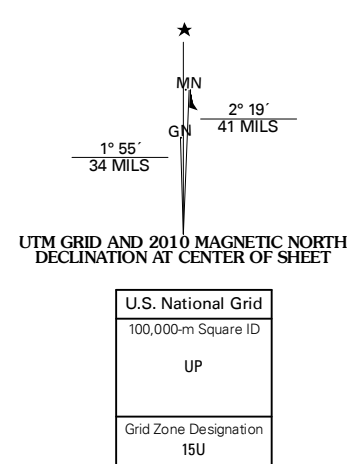 ★
MN
2° 19´
41 MILS
GN
1° 55´
34 MILS
UTM GRID AND 2010 MAGNETIC NORTH
DECLINATION AT CENTER OF SHEET
U.S. National Grid
100,000-m Square ID
UP
Grid Zone Designation
15U